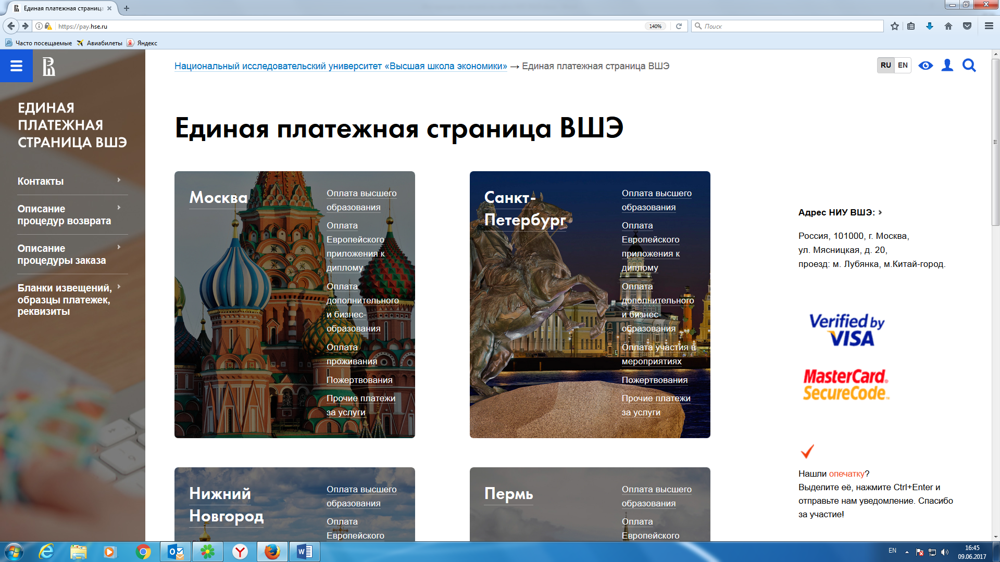 Единая платежная страница
https://pay.hse.ru
140%
Поиск
Часто посещаемые
Авиабилеты
Яндекс
Национальный исследовательский университет «Высшая школа экономики» → Единая платежная страница ВШЭ
RU EN
ЕДИНАЯ
ПЛАТЕЖНАЯ
СТРАНИЦА ВШЭ
Контакты
Описание
процедур возврата
Описание
процедуры заказа
Бланки извещений,
образцы платежек,
реквизиты
Единая платежная страница ВШЭ
Москва
Оплата высшего
образования
Оплата
Европейского
приложения к
диплому
Оплата
дополнительного
и бизнес-
образования
Оплата
проживания
Пожертвования
Прочие платежи
за услуги
Санкт-
Петербург
Оплата высшего
образования
Оплата
Европейского
приложения к
диплому
Оплата
дополнительного
и бизнес-
образования
Оплата участия в
мероприятиях
Пожертвования
Прочие платежи
за услуги
Нижний
Новгород
Оплата высшего
образования
Оплата
Европейского
Пермь
Оплата высшего
образования
Оплата
Европейского
Адрес НИУ ВШЭ:
Россия, 101000, г. Москва,
ул. Мясницкая, д. 20,
проезд: м. Лубянка, м.Китай-город.
Verified by
VISA
MasterCard.
SecureCode.
Нашли опечатку?
Выделите её, нажмите Ctrl+Enter и
отправьте нам уведомление. Спасибо
за участие!
EN
16:45
09.06.2017